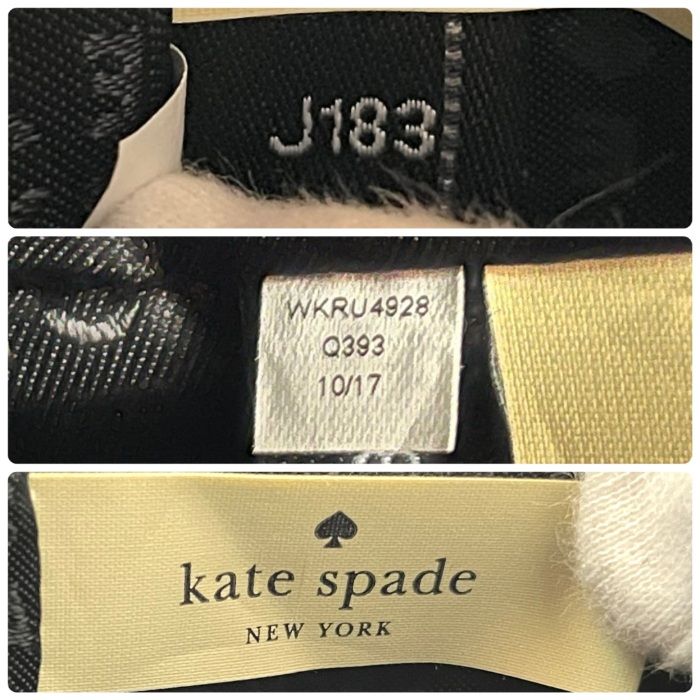 J183
WKRU4928
Q393
10/17
kate spade
NEW YORK